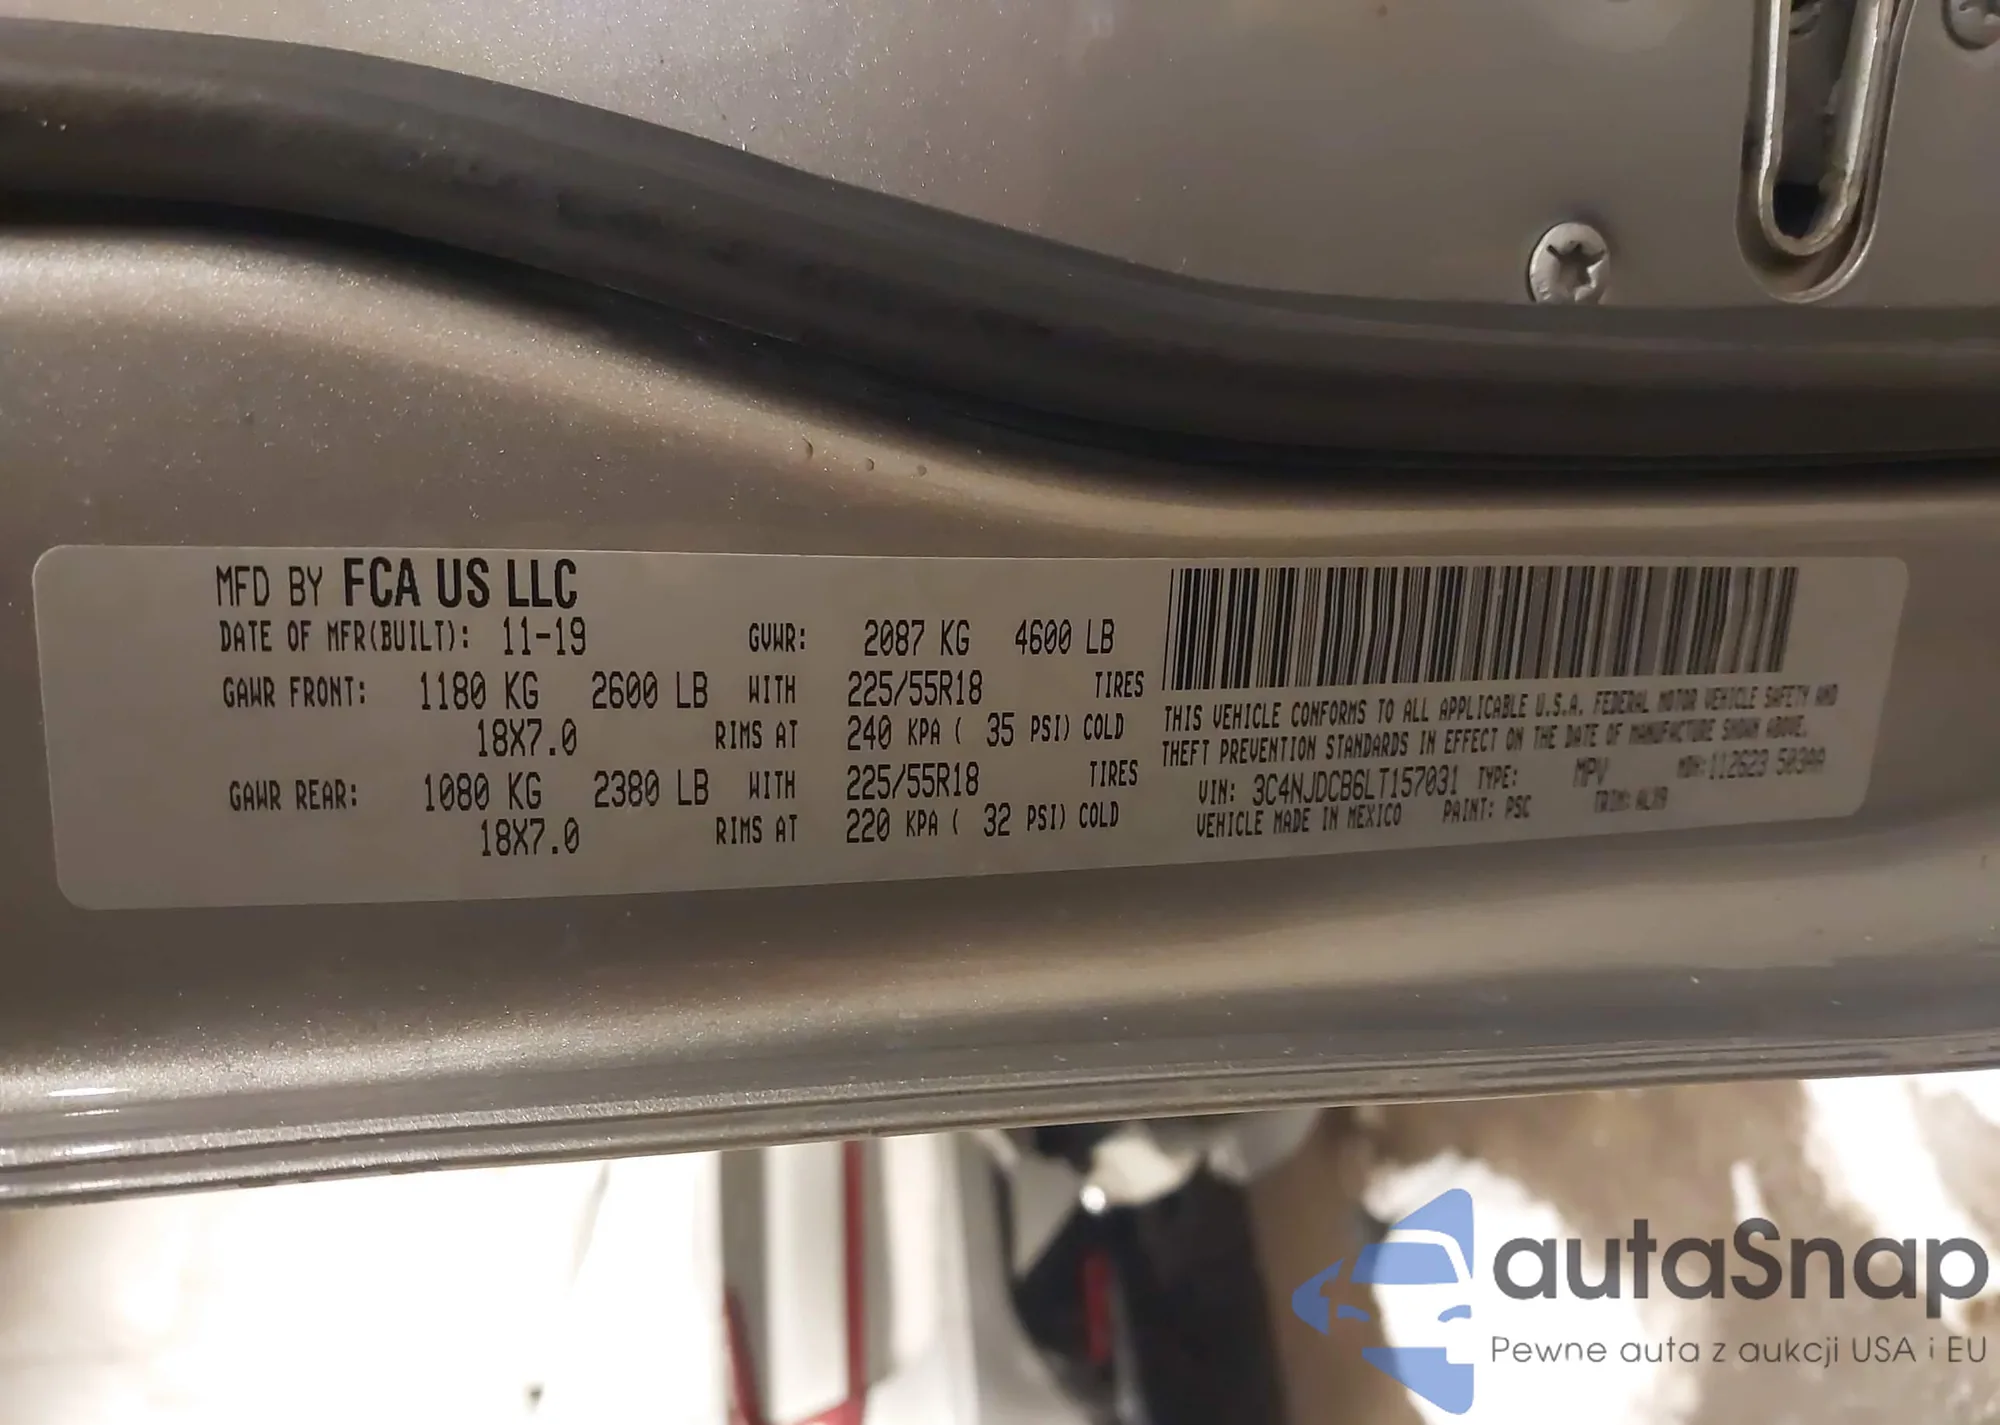 MFD BY FCA US LLC
DATE OF MFR(BUILT): 11-19 GVWR: 2087 KG 4600 LB
GAWR FRONT: 1180 KG 2600 LB WITH 225/55R18 TIRES
18X7.0 RIMS AT 240 KPA ( 35 PSI) COLD
GAWR REAR: 1080 KG 2380 LB WITH 225/55R18 TIRES
18X7.0 RIMS AT 220 KPA ( 32 PSI) COLD
THIS VEHICLE CONFORMS TO ALL APPLICABLE U.S.A. FEDERAL MOTOR VEHICLE SAFETY AND
THEFT PREVENTION STANDARDS IN EFFECT ON THE DATE OF MANUFACTURE SHOWN ABOVE.
VIN: 3C4NJDCB6LT157031 TYPE: MPV MDH: 112623 503AA
VEHICLE MADE IN MEXICO PAINT: PSC TRIM:
autaSnap
Pewne auta z aukcji USA i EU